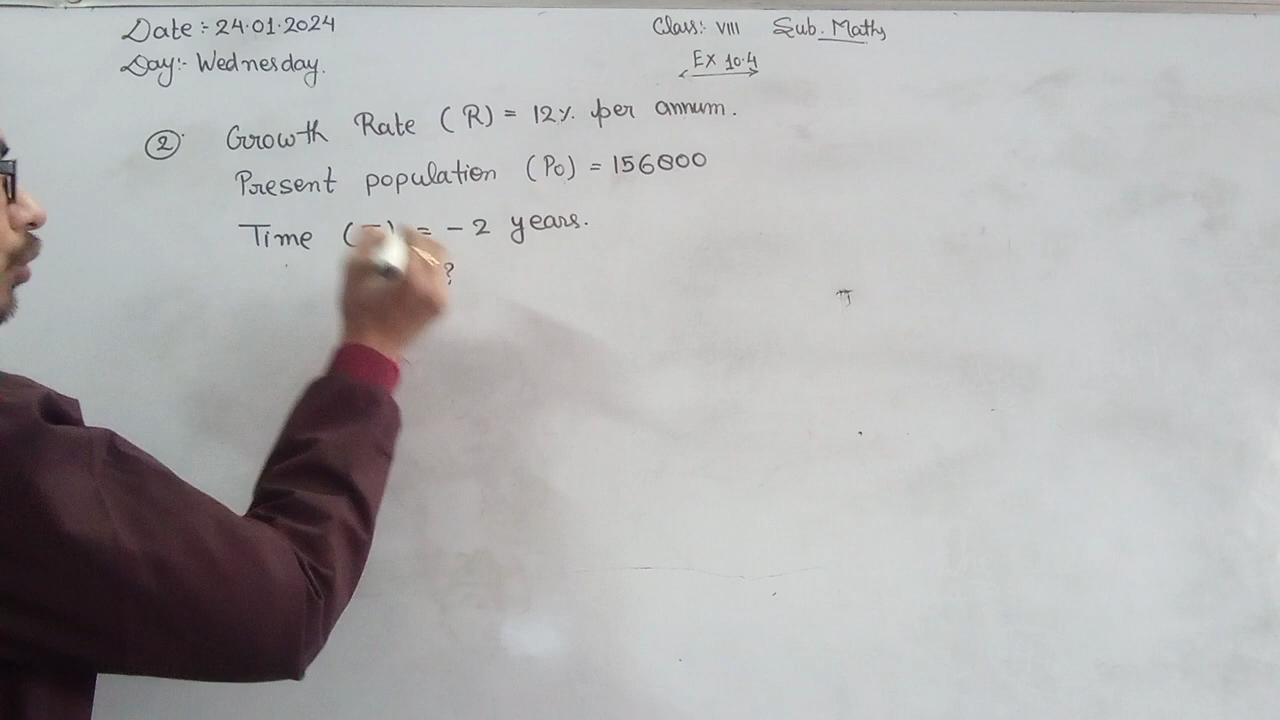 Date :- 24.01.2024
Class:- VIII Sub. Maths
Day:- Wednesday.
Ex 10.4
② Growth Rate (R) = 12% per annum.
Present population (P0) = 156800
Time (T) = - 2 years.
?